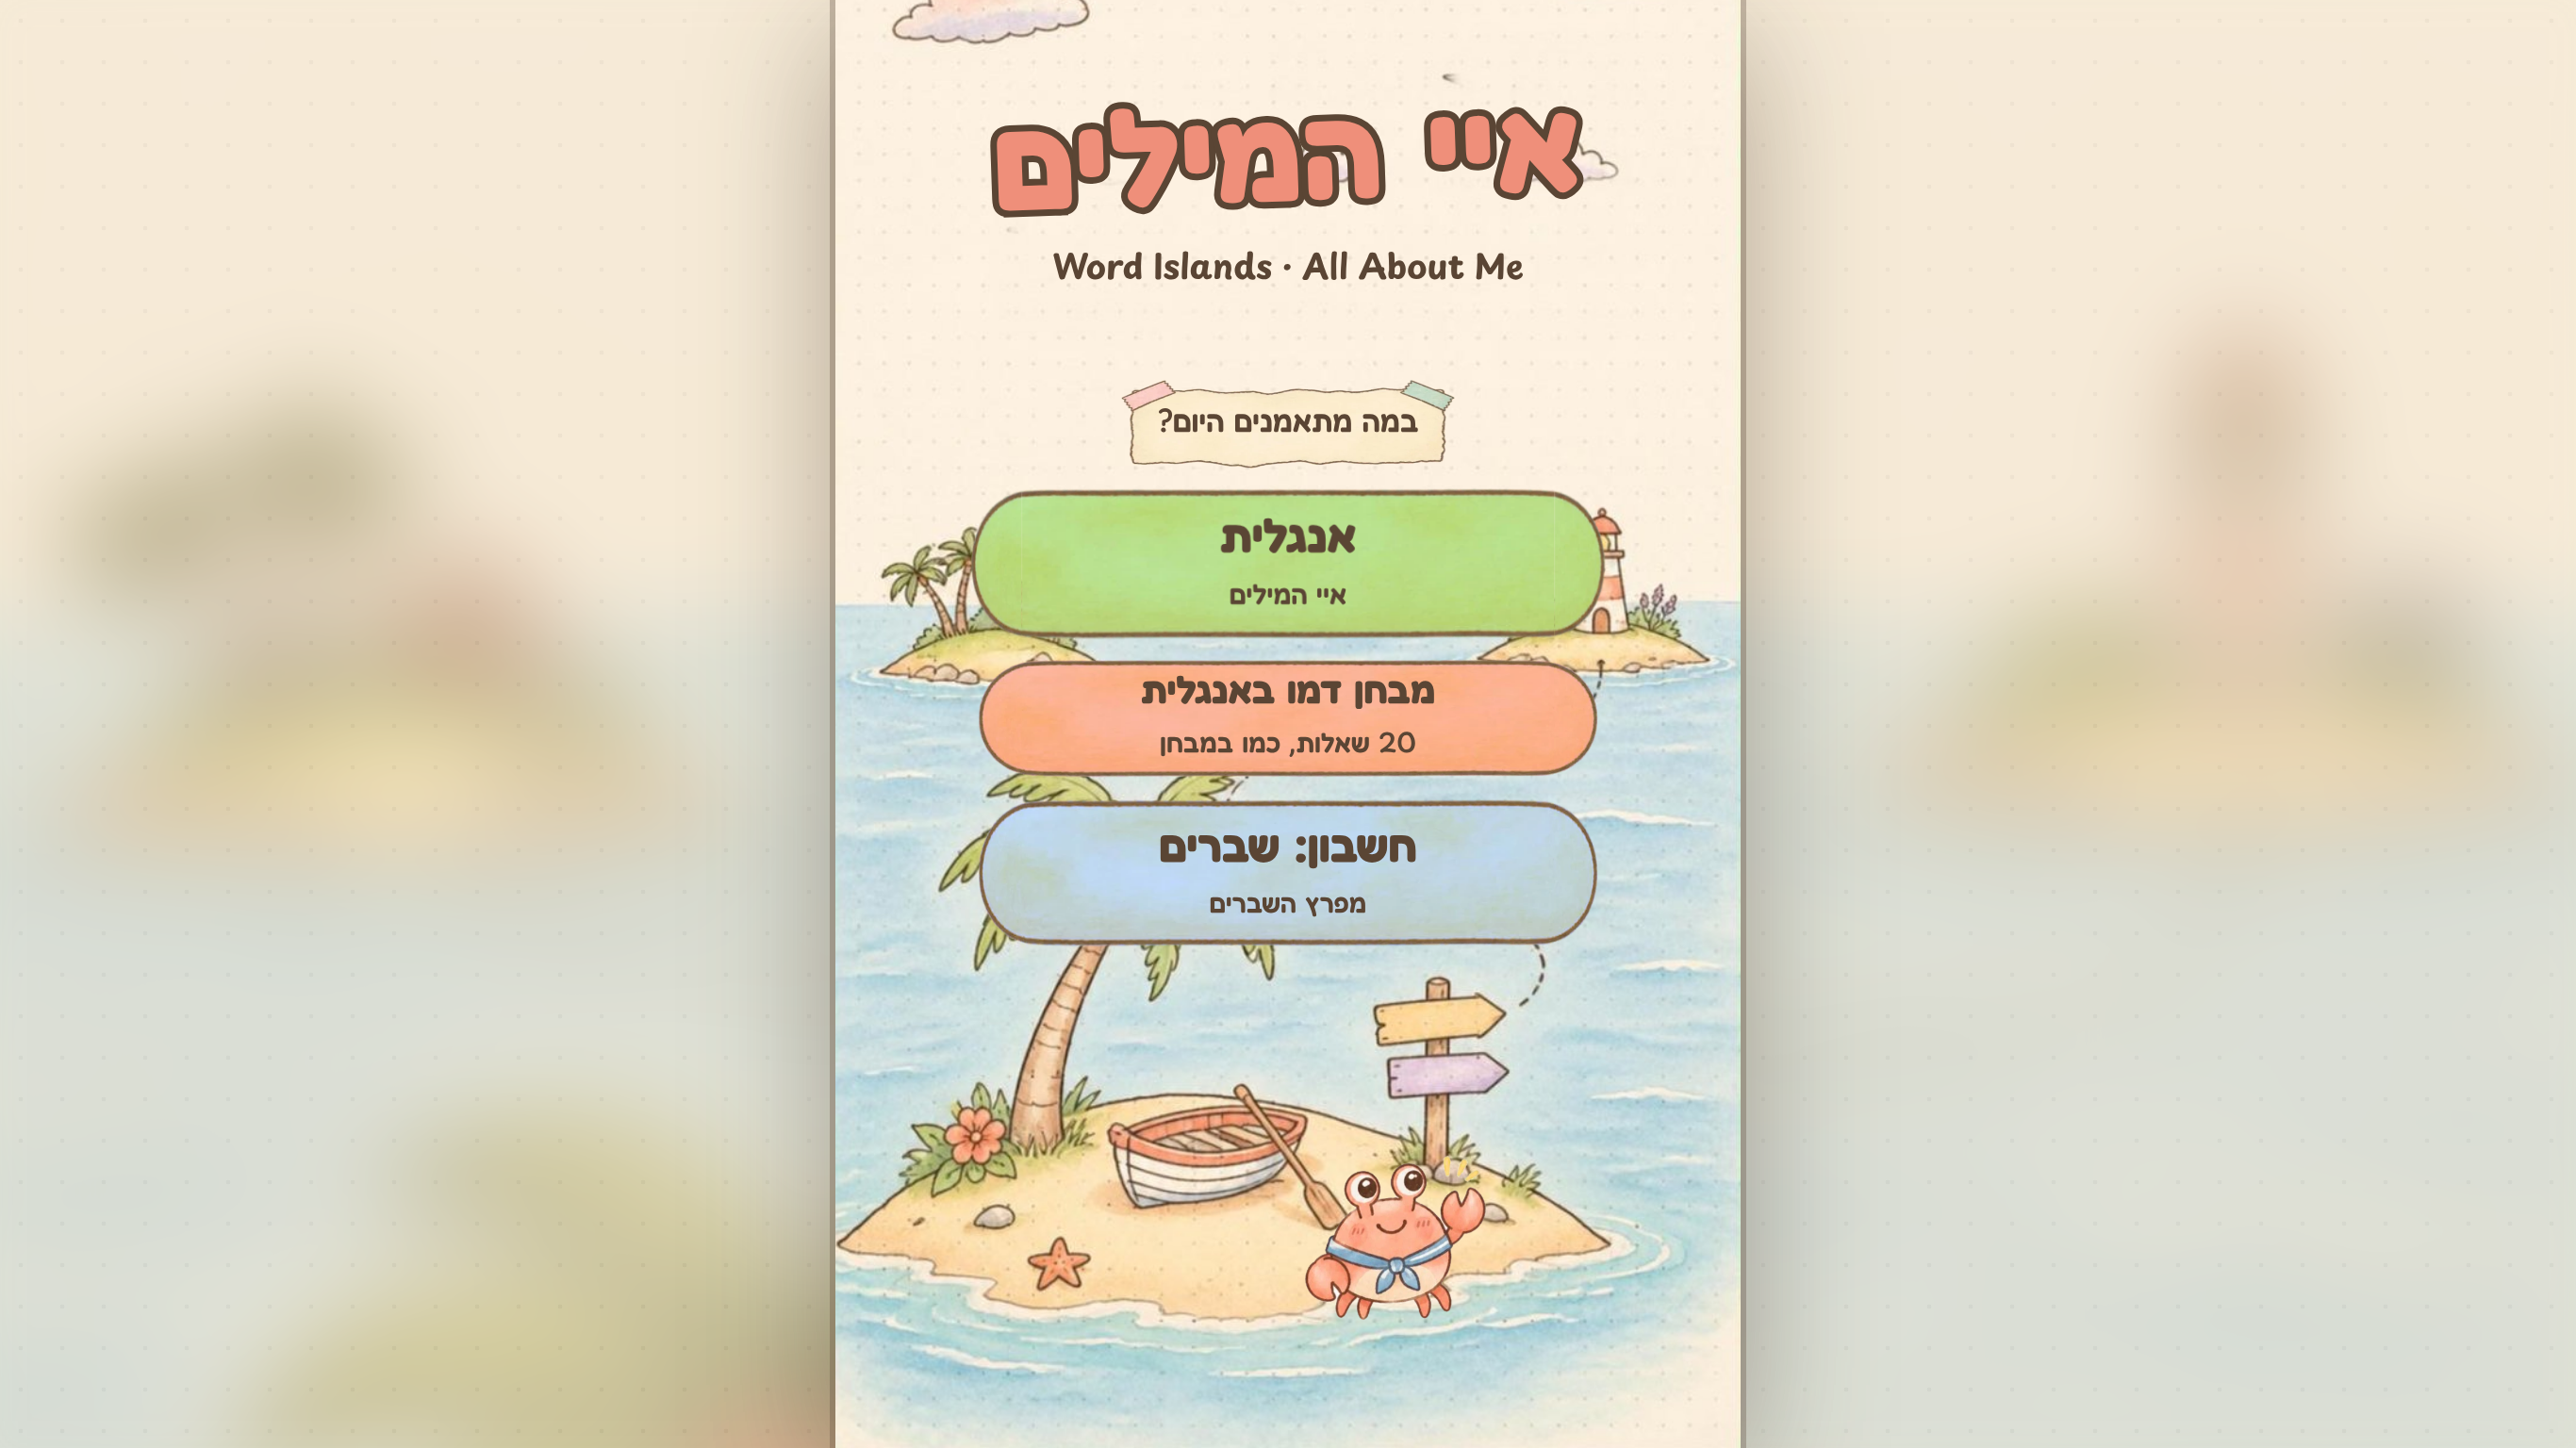 איי המילים
Word Islands · All About Me
במה מתאמנים היום?
אנגלית
איי המילים
מבחן דמו באנגלית
20 שאלות, כמו במבחן
חשבון: שברים
מפרץ השברים